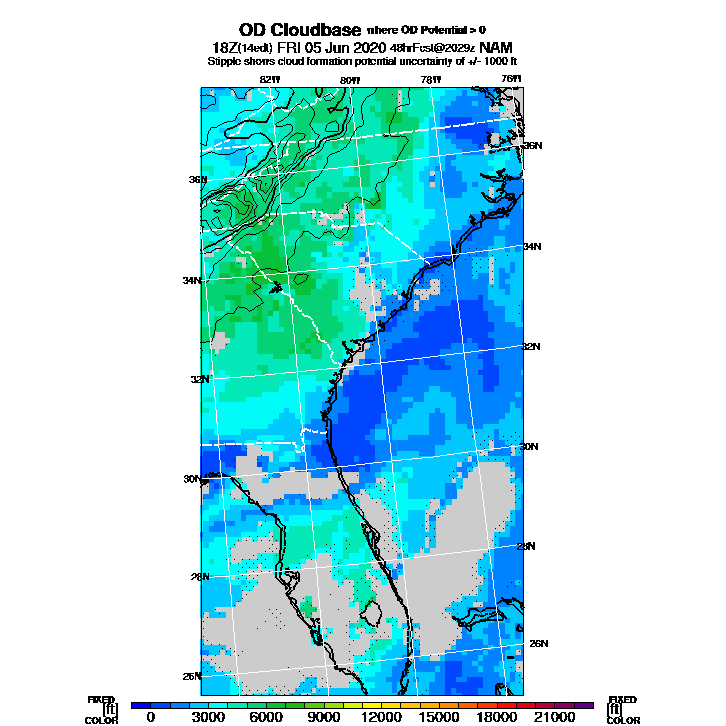 OD Cloudbase where OD Potential > 0
18Z(14edt) FRI 05 Jun 2020 48hrFcst@2029z NAM
Stipple shows cloud formation potential uncertainty of +/- 1000 ft
82W 80W 78W 76W
36N
36N
34N
34N
32N
32N
30N
30N
28N
28N
26N
26N
FIXED FIXED
[ft] [ft]
COLOR 0 3000 6000 9000 12000 15000 18000 21000 COLOR